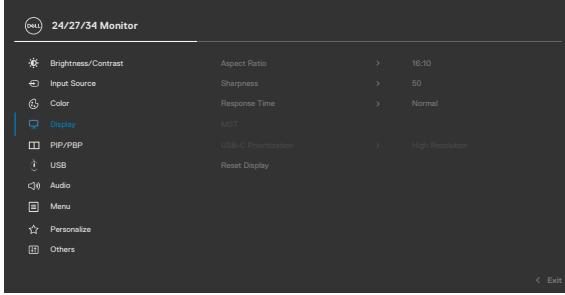 DELL 24/27/34 Monitor
Brightness/Contrast Aspect Ratio > 16:10
Input Source Sharpness > 50
Color Response Time > Normal
Display MST
PIP/PBP USB-C Prioritization > High Resolution
USB Reset Display
Audio
Menu
Personalize
Others
< Exit